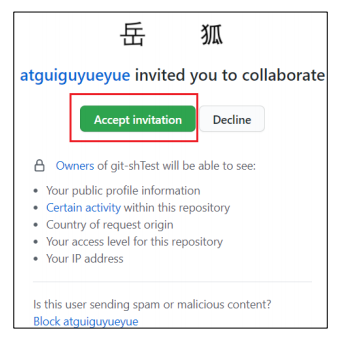 岳 狐
atguiguyueyue invited you to collaborate
Accept invitation Decline
Owners of git-shTest will be able to see:
• Your public profile information
• Certain activity within this repository
• Country of request origin
• Your access level for this repository
• Your IP address
Is this user sending spam or malicious content?
Block atguiguyueyue